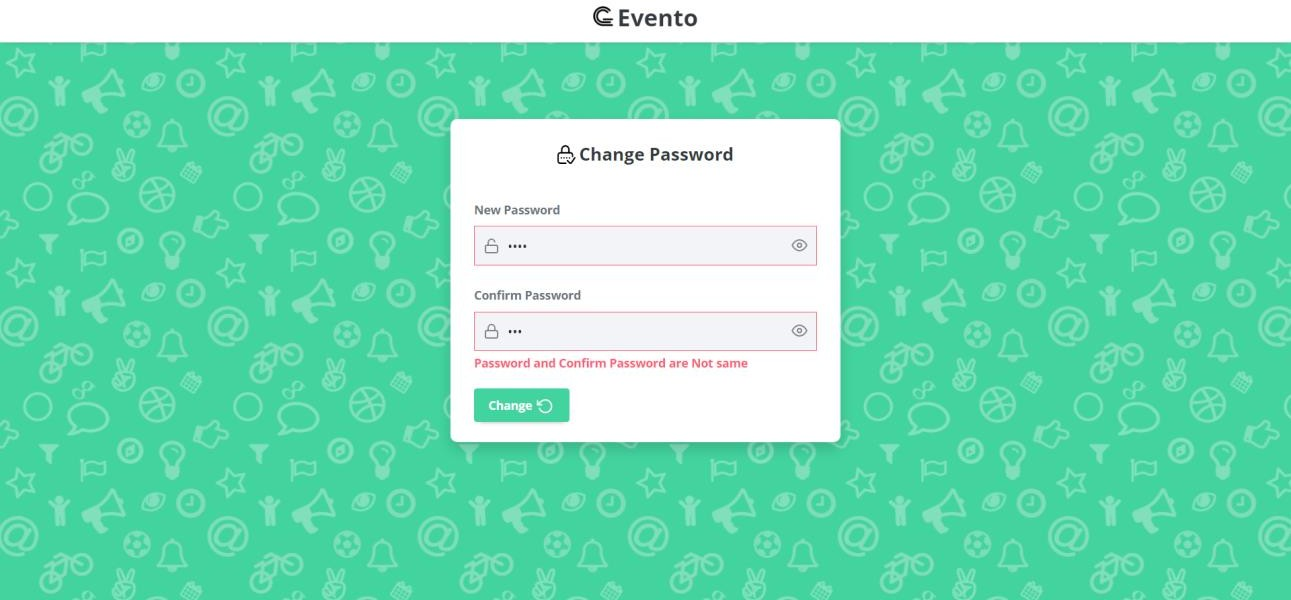 Evento
Change Password
New Password
••••
Confirm Password
•••
Password and Confirm Password are Not same
Change